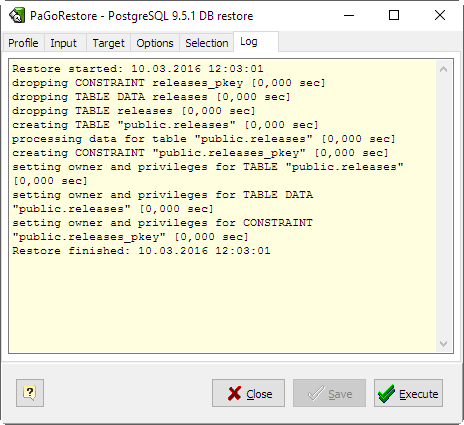 PaGoRestore - PostgreSQL 9.5.1 DB restore
Profile Input Target Options Selection Log
Restore started: 10.03.2016 12:03:01
dropping CONSTRAINT releases_pkey [0,000 sec]
dropping TABLE DATA releases [0,000 sec]
dropping TABLE releases [0,000 sec]
creating TABLE "public.releases" [0,000 sec]
processing data for table "public.releases" [0,000 sec]
creating CONSTRAINT "public.releases_pkey" [0,000 sec]
setting owner and privileges for TABLE "public.releases"
[0,000 sec]
setting owner and privileges for TABLE DATA
"public.releases" [0,000 sec]
setting owner and privileges for CONSTRAINT
"public.releases_pkey" [0,000 sec]
Restore finished: 10.03.2016 12:03:01
? Close Save Execute